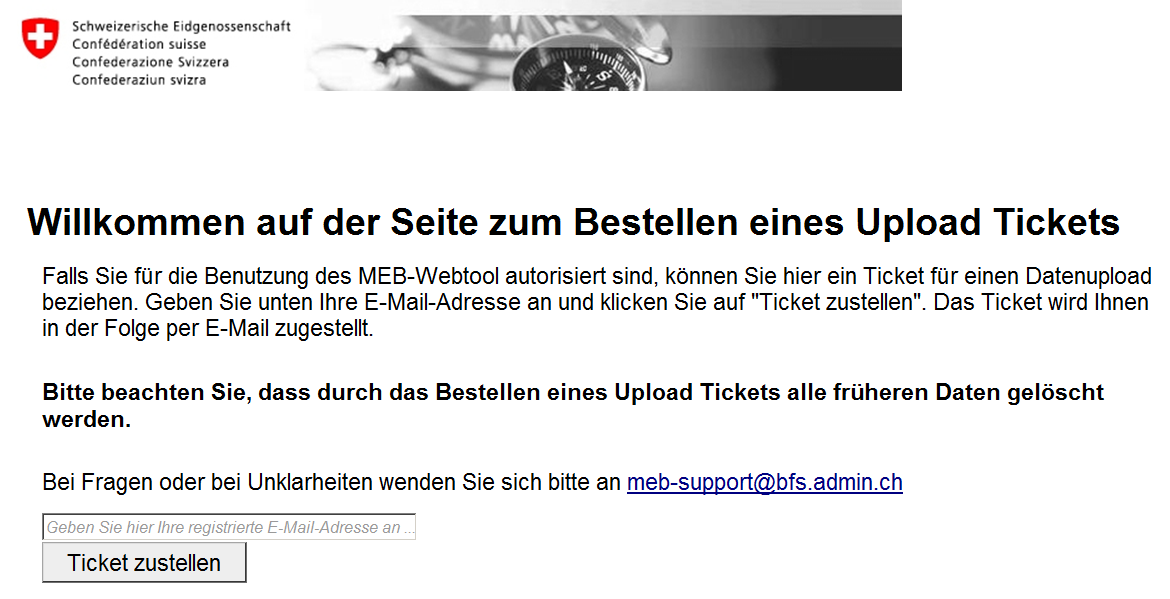 Schweizerische Eidgenossenschaft
Confédération suisse
Confederazione Svizzera
Confederaziun svizra
Willkommen auf der Seite zum Bestellen eines Upload Tickets
Falls Sie für die Benutzung des MEB-Webtool autorisiert sind, können Sie hier ein Ticket für einen Datenupload
beziehen. Geben Sie unten Ihre E-Mail-Adresse an und klicken Sie auf "Ticket zustellen". Das Ticket wird Ihnen
in der Folge per E-Mail zugestellt.
Bitte beachten Sie, dass durch das Bestellen eines Upload Tickets alle früheren Daten gelöscht
werden.
Bei Fragen oder bei Unklarheiten wenden Sie sich bitte an meb-support@bfs.admin.ch
Geben Sie hier Ihre registrierte E-Mail-Adresse an ...
Ticket zustellen